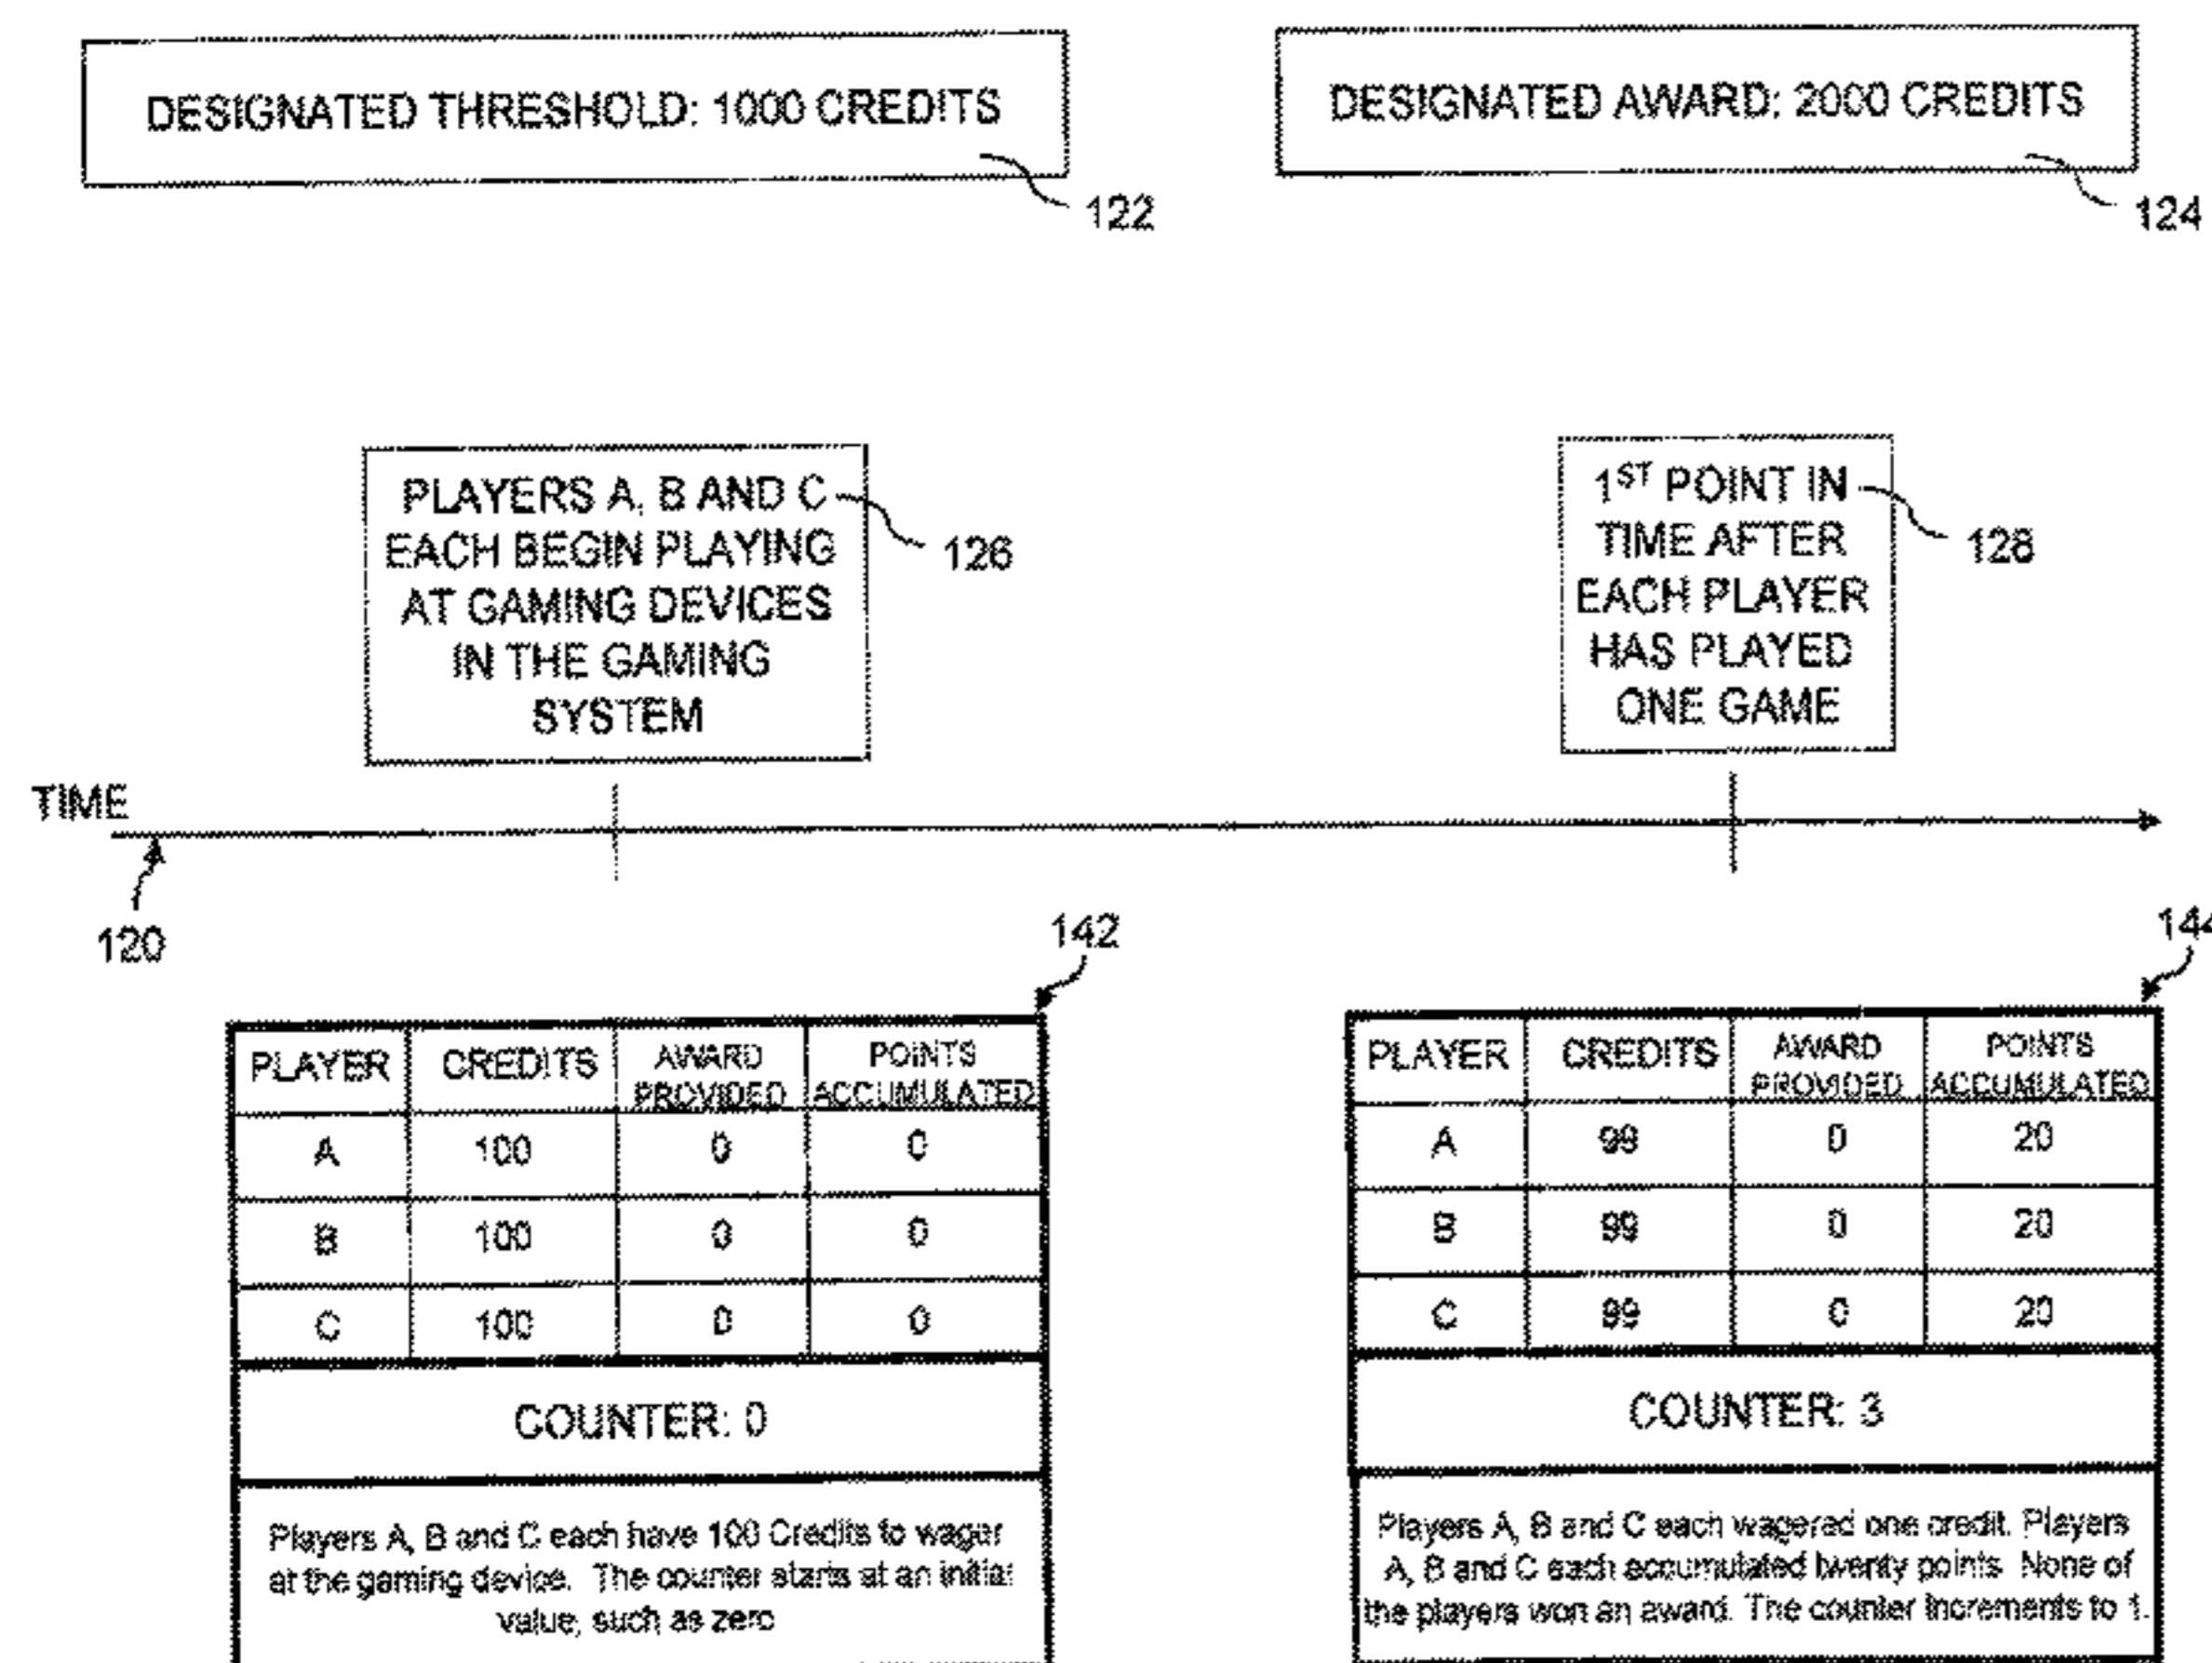 DESIGNATED THRESHOLD: 1000 CREDITS
122
DESIGNATED AWARD: 2000 CREDITS
124
PLAYERS A, B AND C
EACH BEGIN PLAYING
AT GAMING DEVICES
IN THE GAMING
SYSTEM
126
1ST POINT IN
TIME AFTER
EACH PLAYER
HAS PLAYED
ONE GAME
128
TIME
120
142
PLAYER CREDITS AWARD PROVIDED POINTS ACCUMULATED
A 100 0 0
B 100 0 0
C 100 0 0
COUNTER: 0
Players A, B and C each have 100 Credits to wager
at the gaming device. The counter starts at an initial
value, such as zero
144
PLAYER CREDITS AWARD PROVIDED POINTS ACCUMULATED
A 99 0 20
B 99 0 20
C 99 0 20
COUNTER: 3
Players A, B and C each wagered one credit. Players
A, B and C each accumulated twenty points. None of
the players won an award. The counter increments to 1.